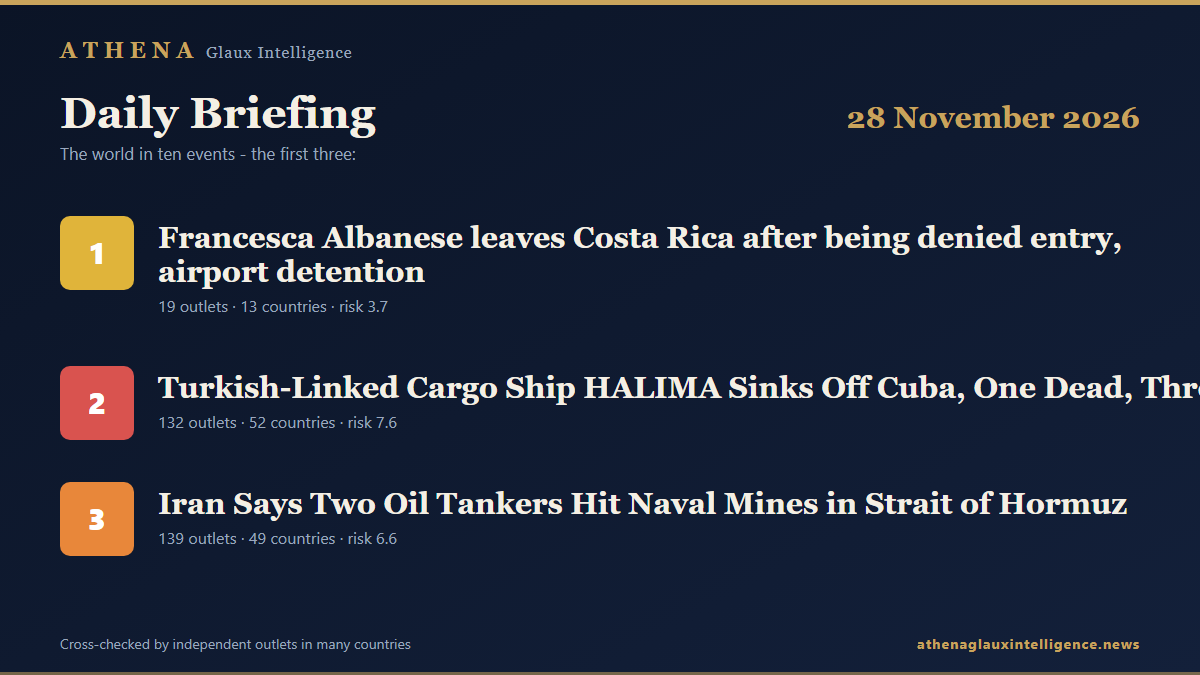 ATHENA Glaux Intelligence
Daily Briefing
28 November 2026
The world in ten events - the first three:
1
Francesca Albanese leaves Costa Rica after being denied entry,
airport detention
19 outlets · 13 countries · risk 3.7
2
Turkish-Linked Cargo Ship HALIMA Sinks Off Cuba, One Dead,
132 outlets · 52 countries · risk 7.6
3
Iran Says Two Oil Tankers Hit Naval Mines in Strait of Hormuz
139 outlets · 49 countries · risk 6.6
Cross-checked by independent outlets in many countries
athenaglauxintelligence.news